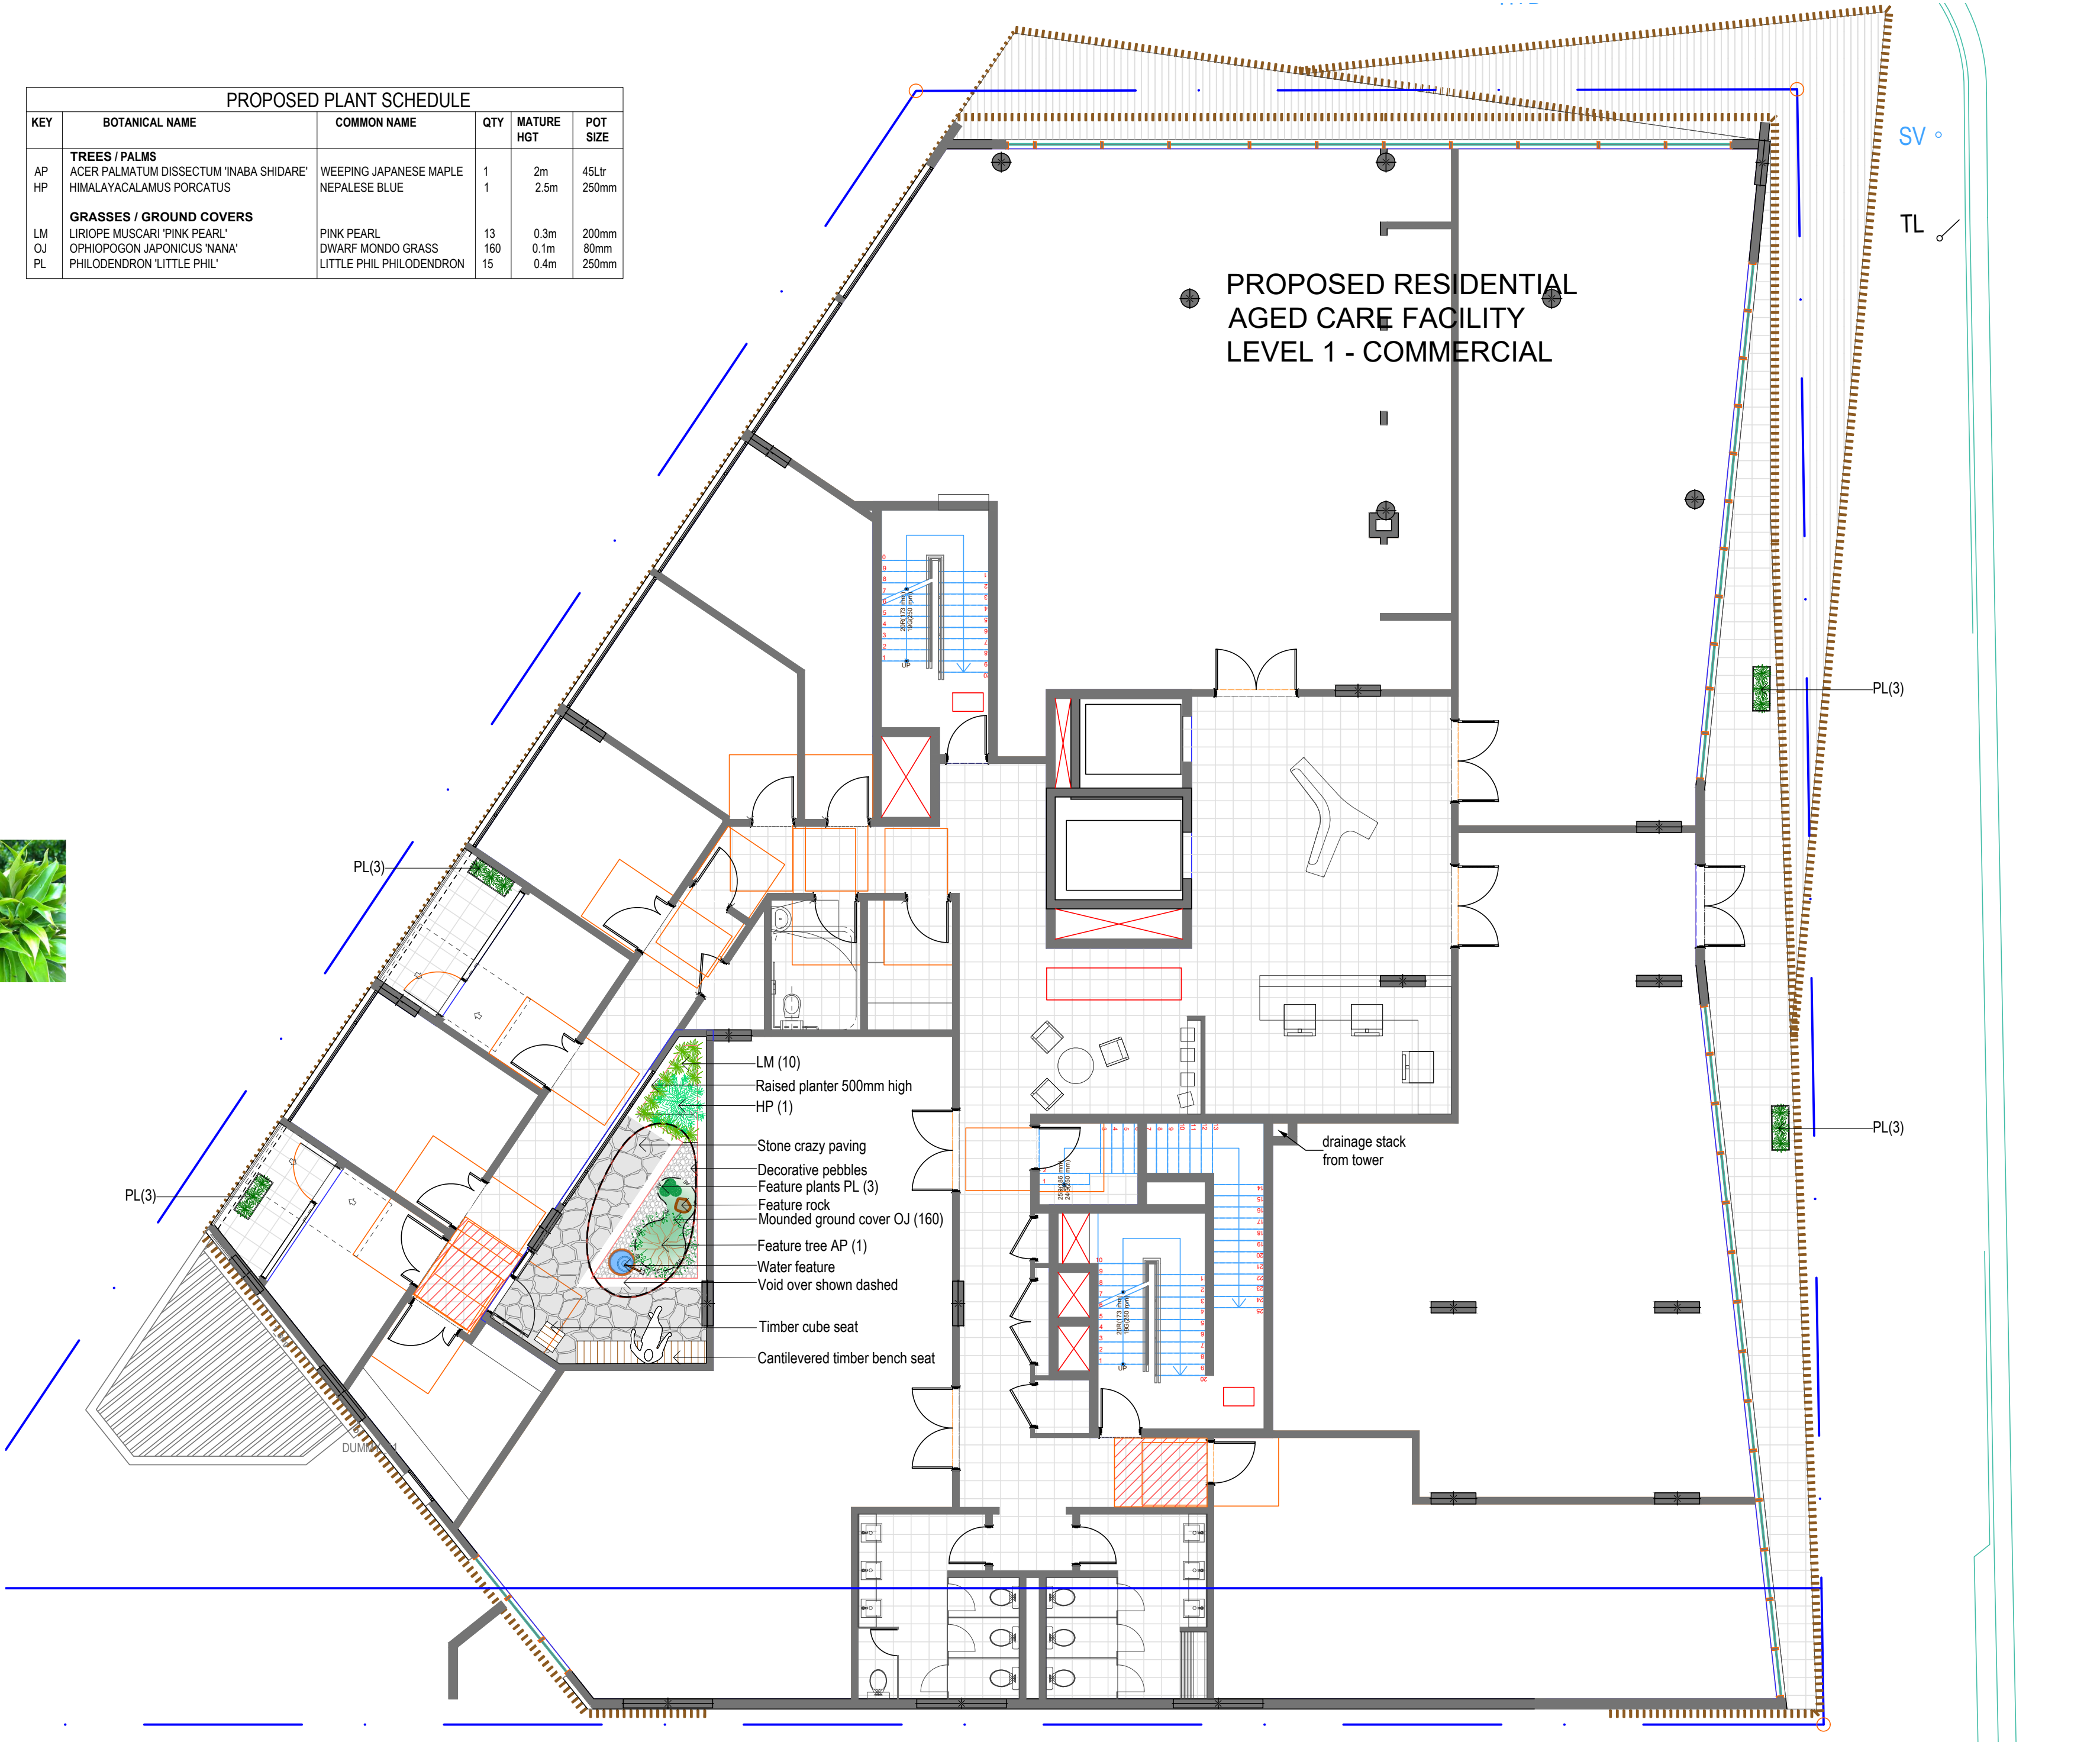 PROPOSED PLANT SCHEDULE
KEY BOTANICAL NAME COMMON NAME QTY MATURE HGT POT SIZE
TREES / PALMS
AP ACER PALMATUM DISSECTUM 'INABA SHIDARE' WEEPING JAPANESE MAPLE 1 2m 45Ltr
HP HIMALAYACALAMUS PORCATUS NEPALESE BLUE 1 2.5m 250mm
GRASSES / GROUND COVERS
LM LIRIOPE MUSCARI 'PINK PEARL' PINK PEARL 13 0.3m 200mm
OJ OPHIOPOGON JAPONICUS 'NANA' DWARF MONDO GRASS 160 0.1m 80mm
PL PHILODENDRON 'LITTLE PHIL' LITTLE PHIL PHILODENDRON 15 0.4m 250mm
SV
TL
PROPOSED RESIDENTIAL
AGED CARE FACILITY
LEVEL 1 - COMMERCIAL
UP
PL(3)
PL(3)
LM (10)
Raised planter 500mm high
HP (1)
PL(3)
Stone crazy paving
drainage stack
from tower
Decorative pebbles
Feature plants PL (3)
PL(3)
Feature rock
Mounded ground cover OJ (160)
Feature tree AP (1)
Water feature
Void over shown dashed
Timber cube seat
Cantilevered timber bench seat
UP